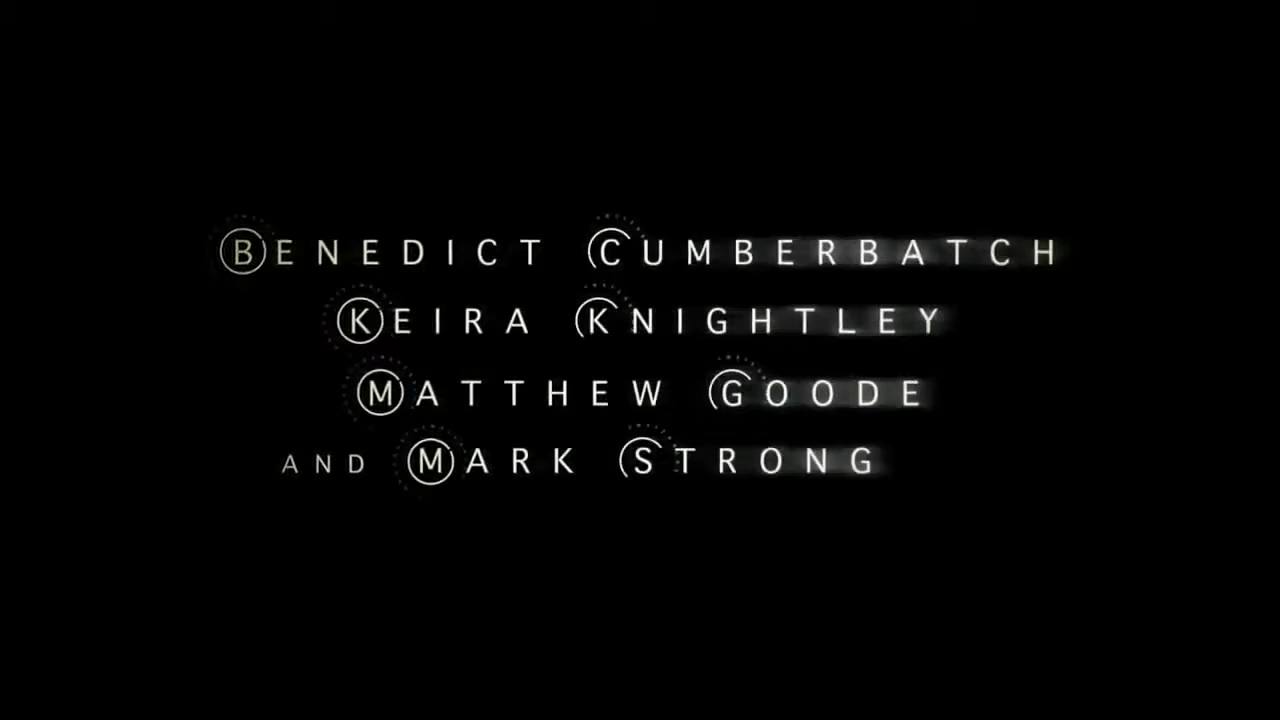 BENEDICT CUMBERBATCH
KEIRA KNIGHTLEY
MATTHEW GOODE
AND MARK STRONG